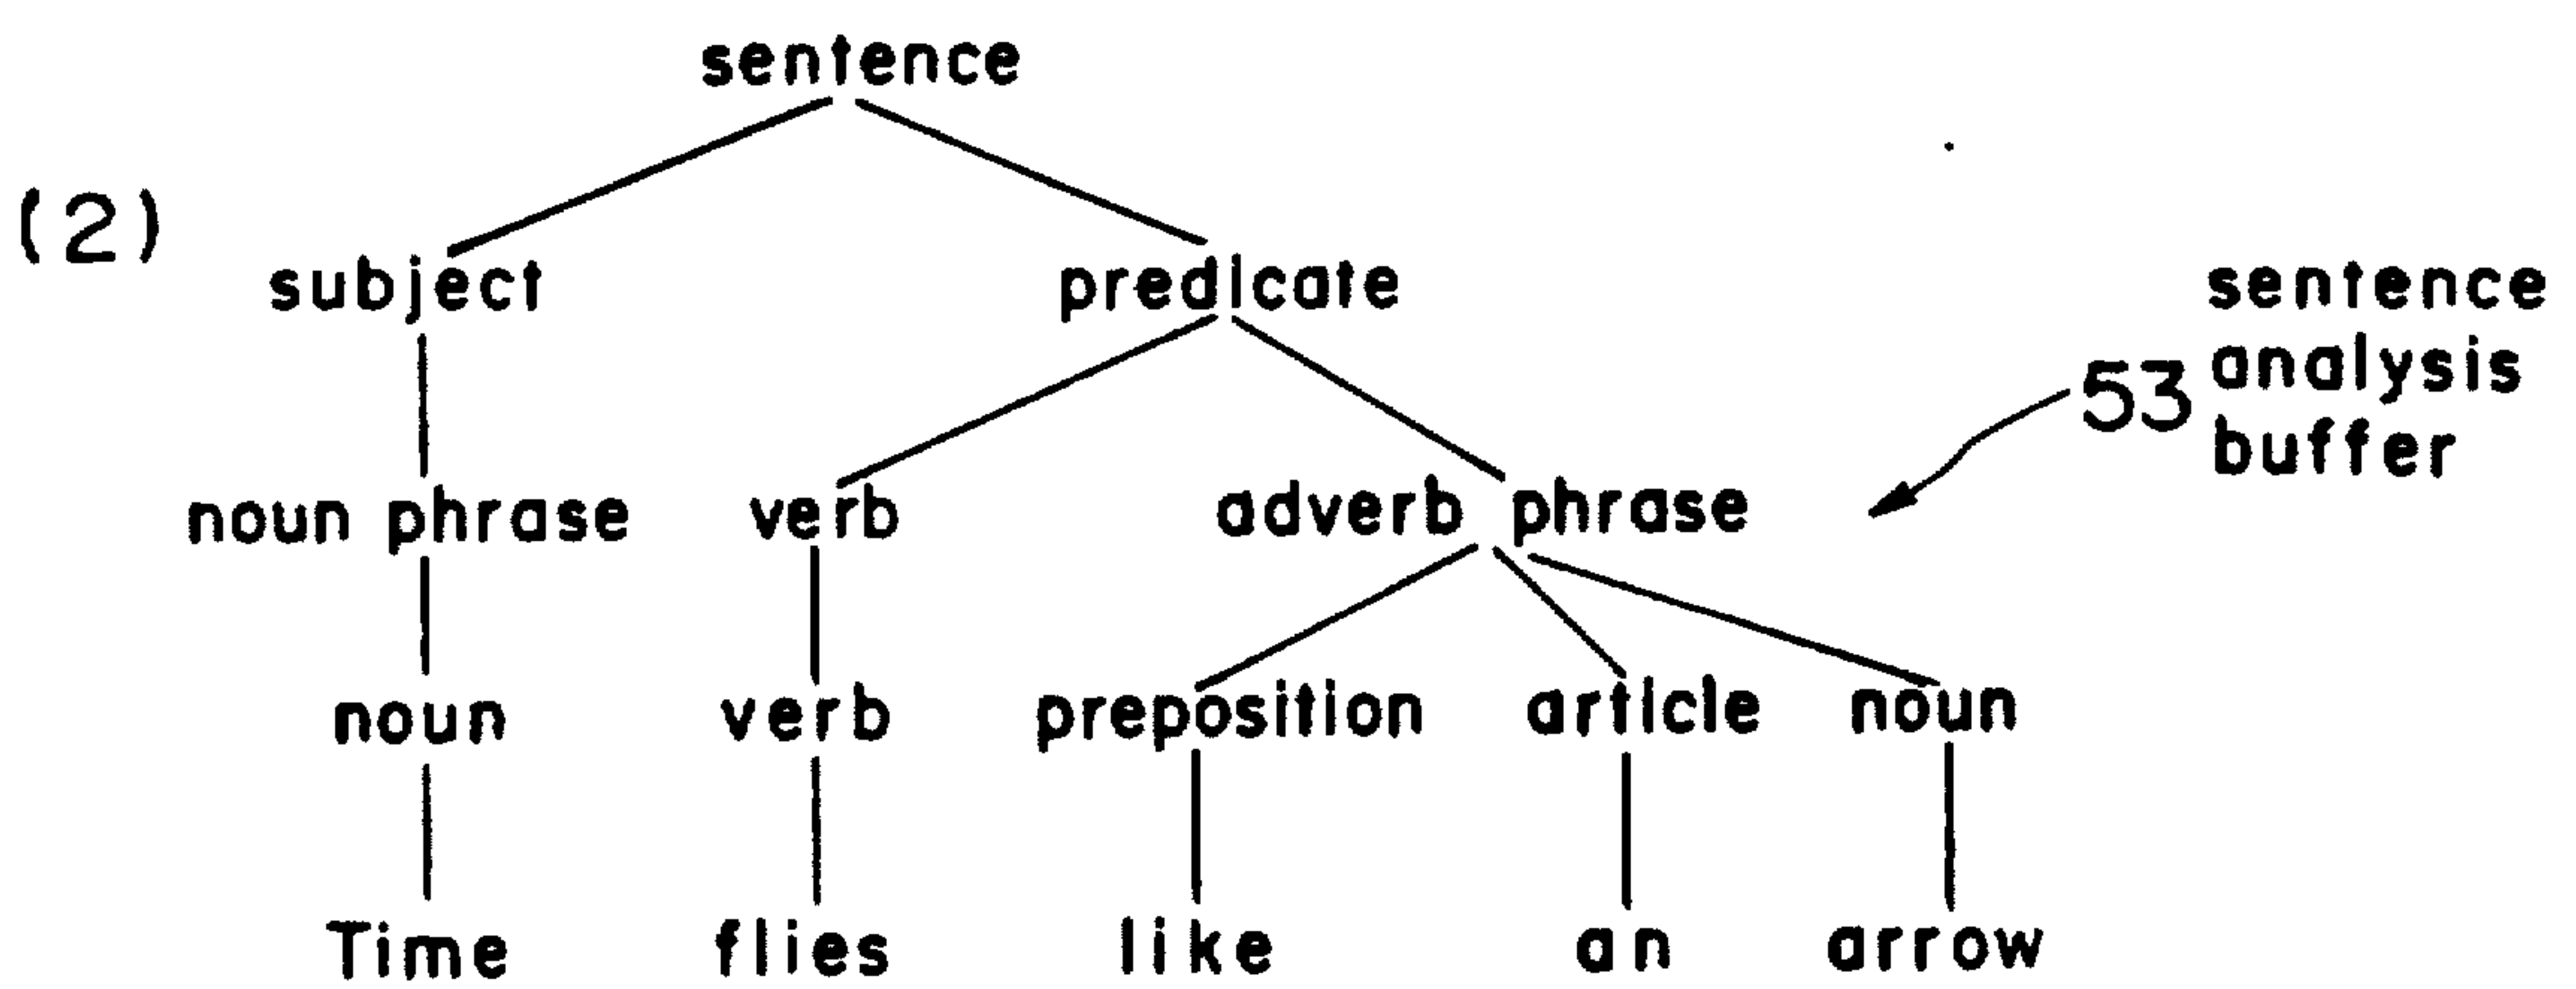 sentence
(2)
subject predicate
sentence
53 analysis
buffer
noun phrase verb adverb phrase
noun verb preposition article noun
Time flies like an arrow